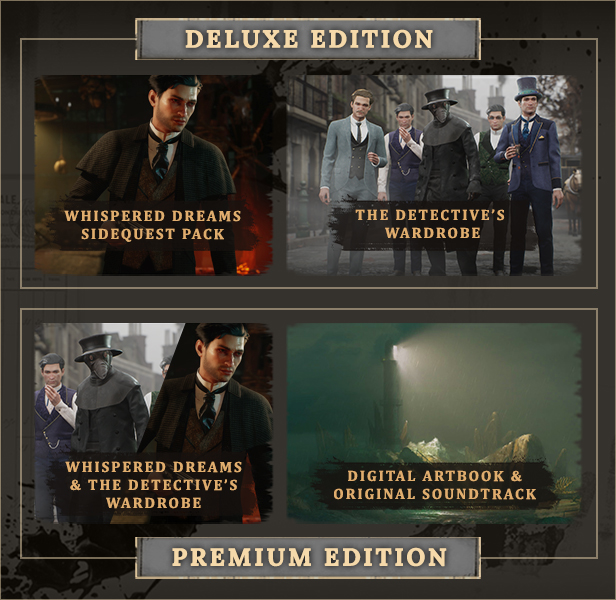 DELUXE EDITION
WHISPERED DREAMS
SIDEQUEST PACK
THE DETECTIVE'S
WARDROBE
WHISPERED DREAMS
& THE DETECTIVE'S
WARDROBE
DIGITAL ARTBOOK &
ORIGINAL SOUNDTRACK
PREMIUM EDITION